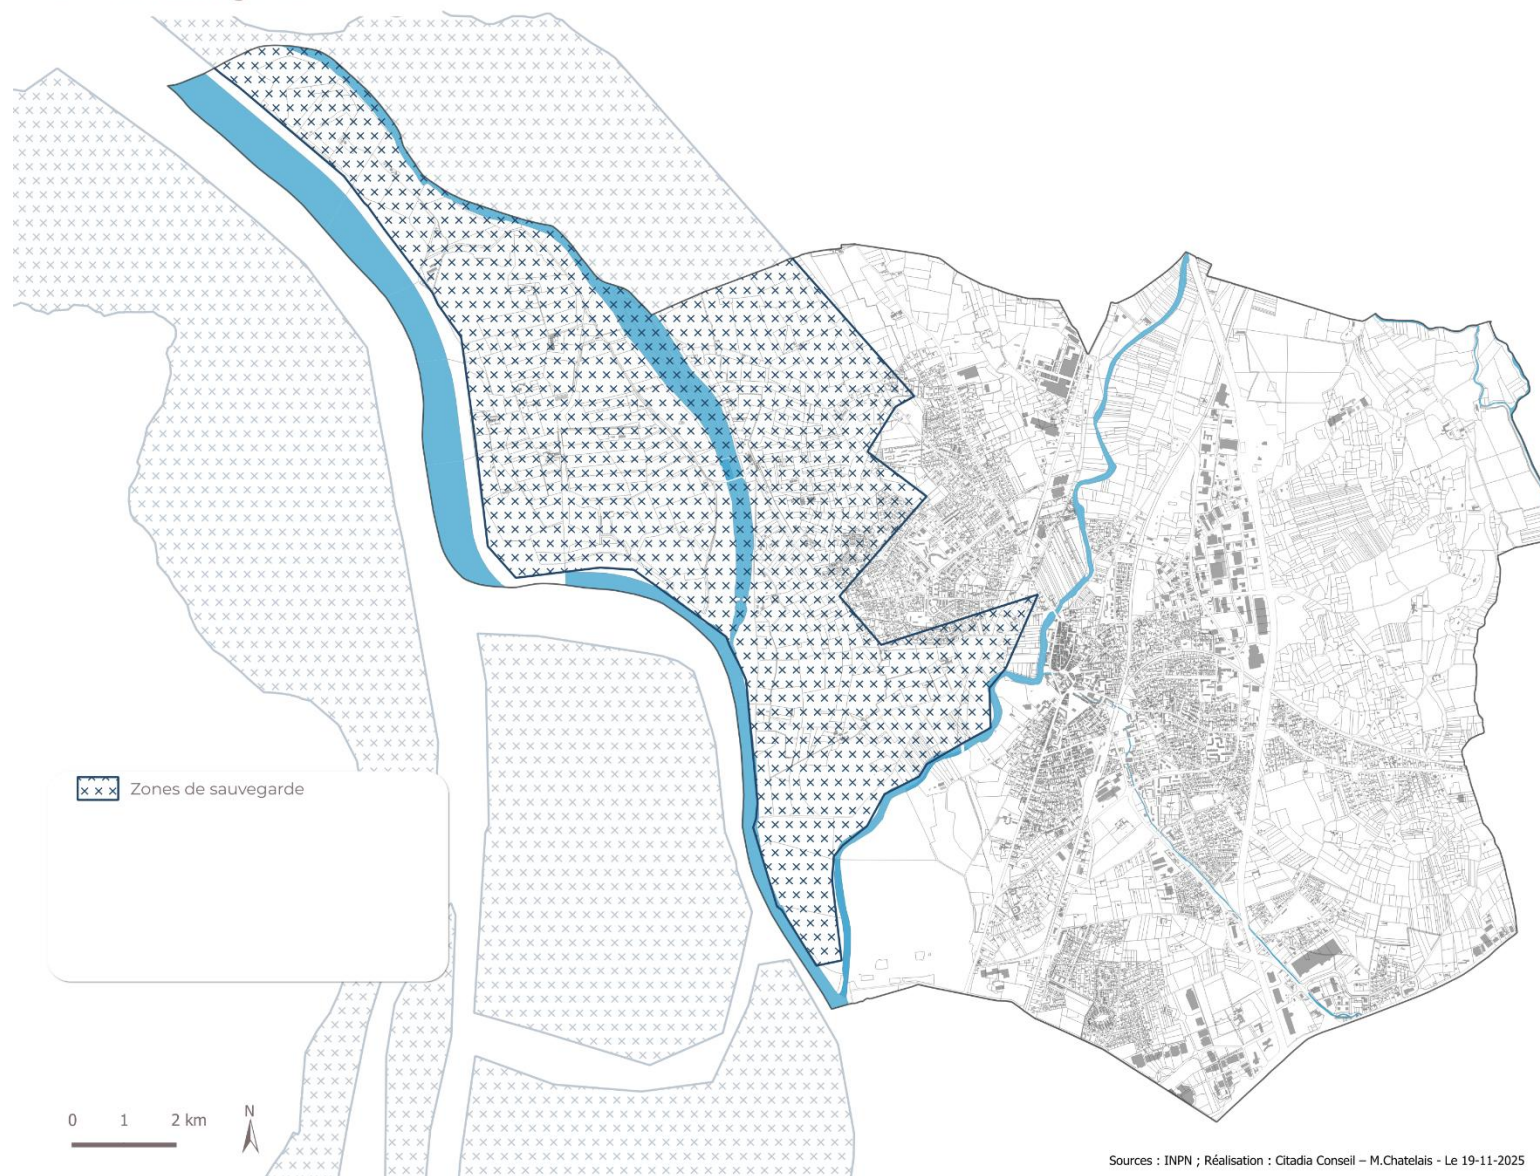 Zones de sauvegarde
0 1 2 km
N
Sources : INPN ; Réalisation : Citadia Conseil – M.Chatelais - Le 19-11-2025